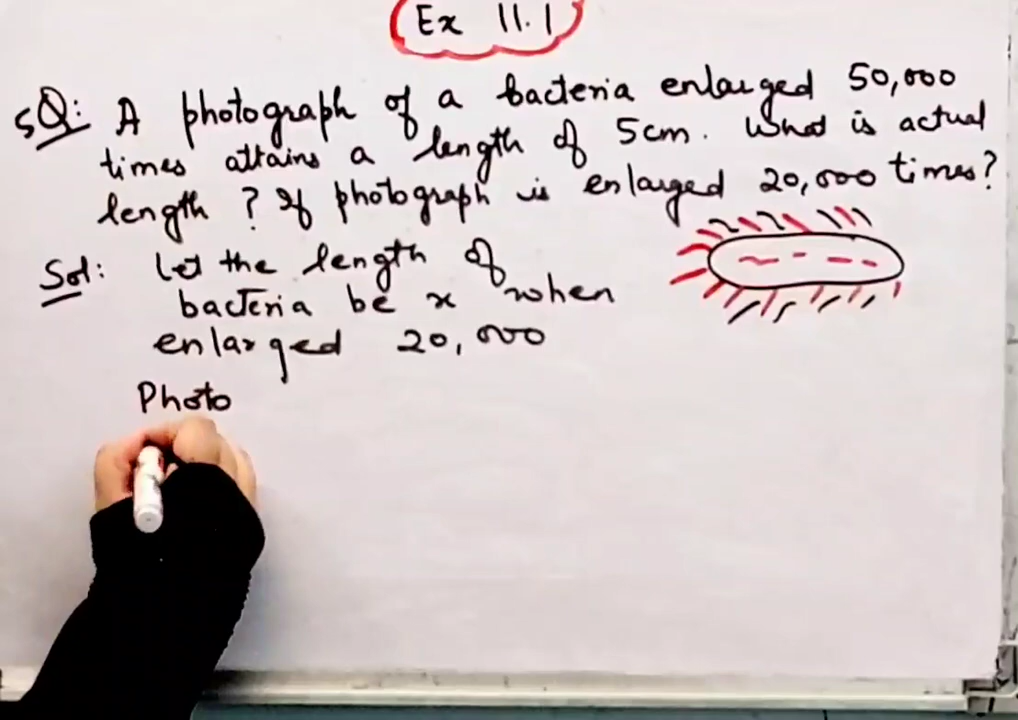 Ex 11.1
5Q: A photograph of a bacteria enlarged 50,000
times attains a length of 5cm. What is actual
length ? If photograph is enlarged 20,000 times?
Sol: Let the length of
bacteria be x when
enlarged 20,000
Photo